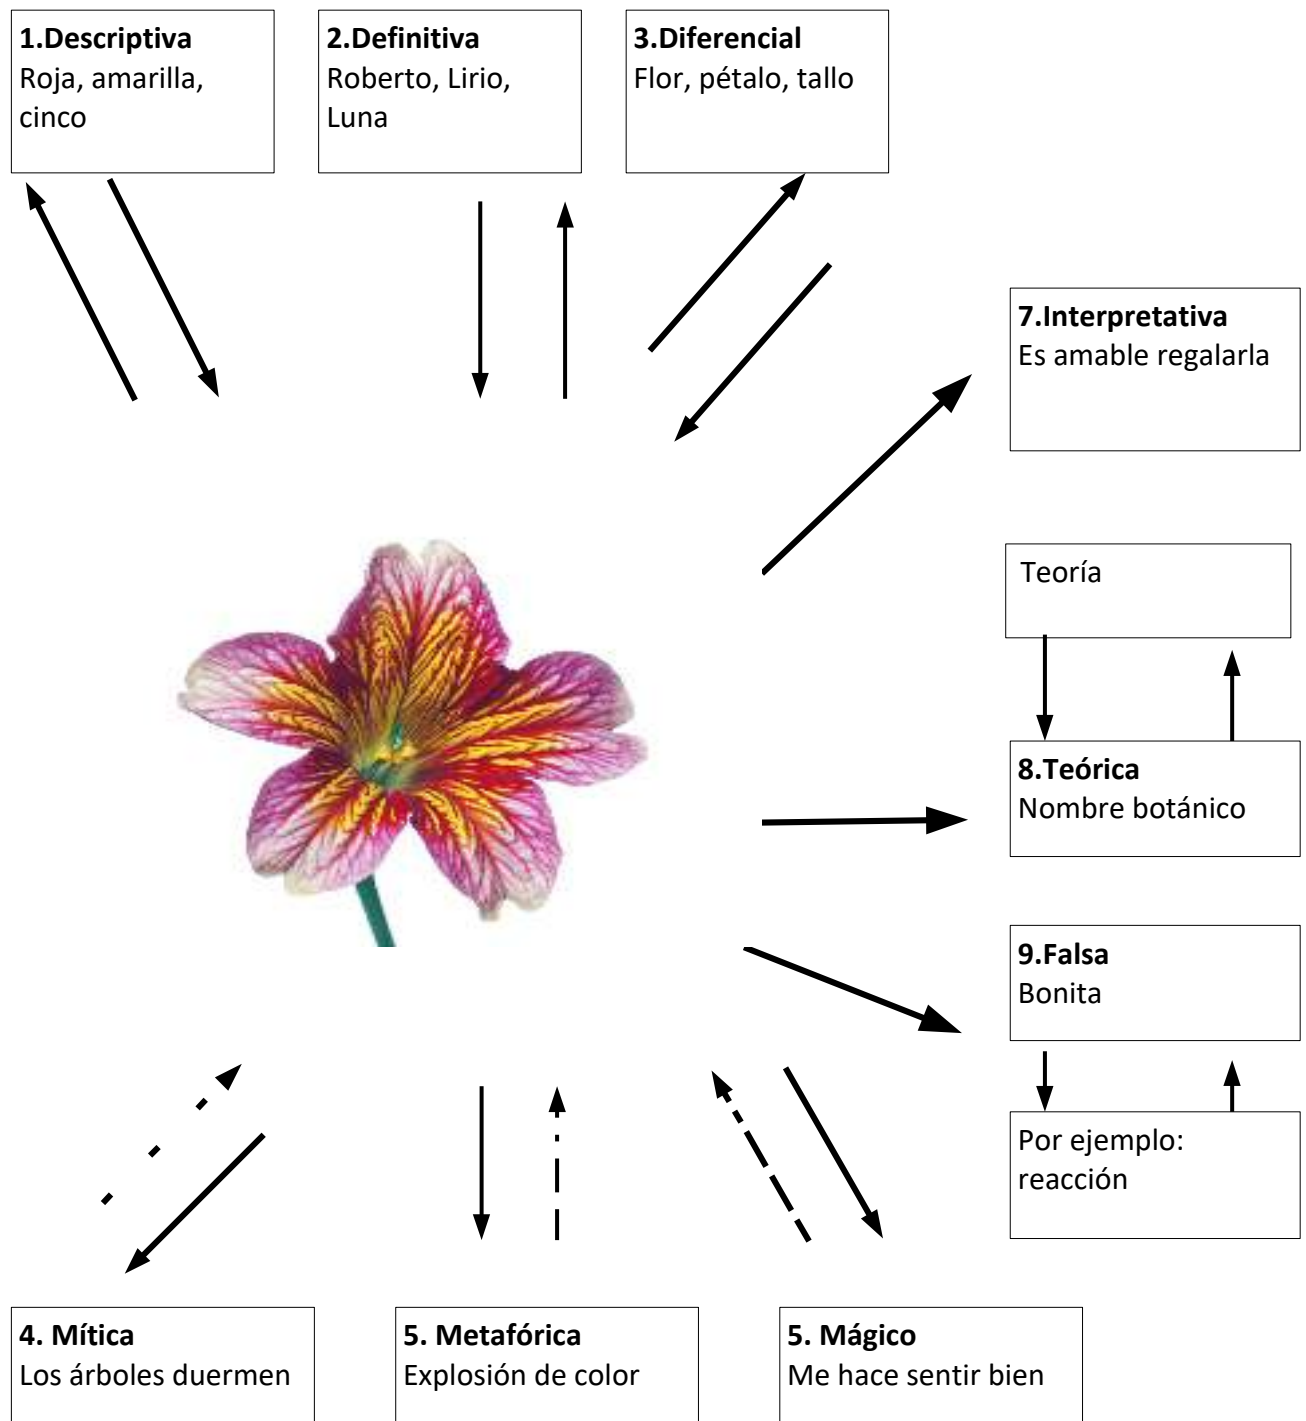 1.Descriptiva
Roja, amarilla,
cinco
2.Definitiva
Roberto, Lirio,
Luna
3.Diferencial
Flor, pétalo, tallo
7.Interpretativa
Es amable regalarla
Teoría
8.Teórica
Nombre botánico
9.Falsa
Bonita
Por ejemplo:
reacción
4. Mítica
Los árboles duermen
5. Metafórica
Explosión de color
5. Mágico
Me hace sentir bien